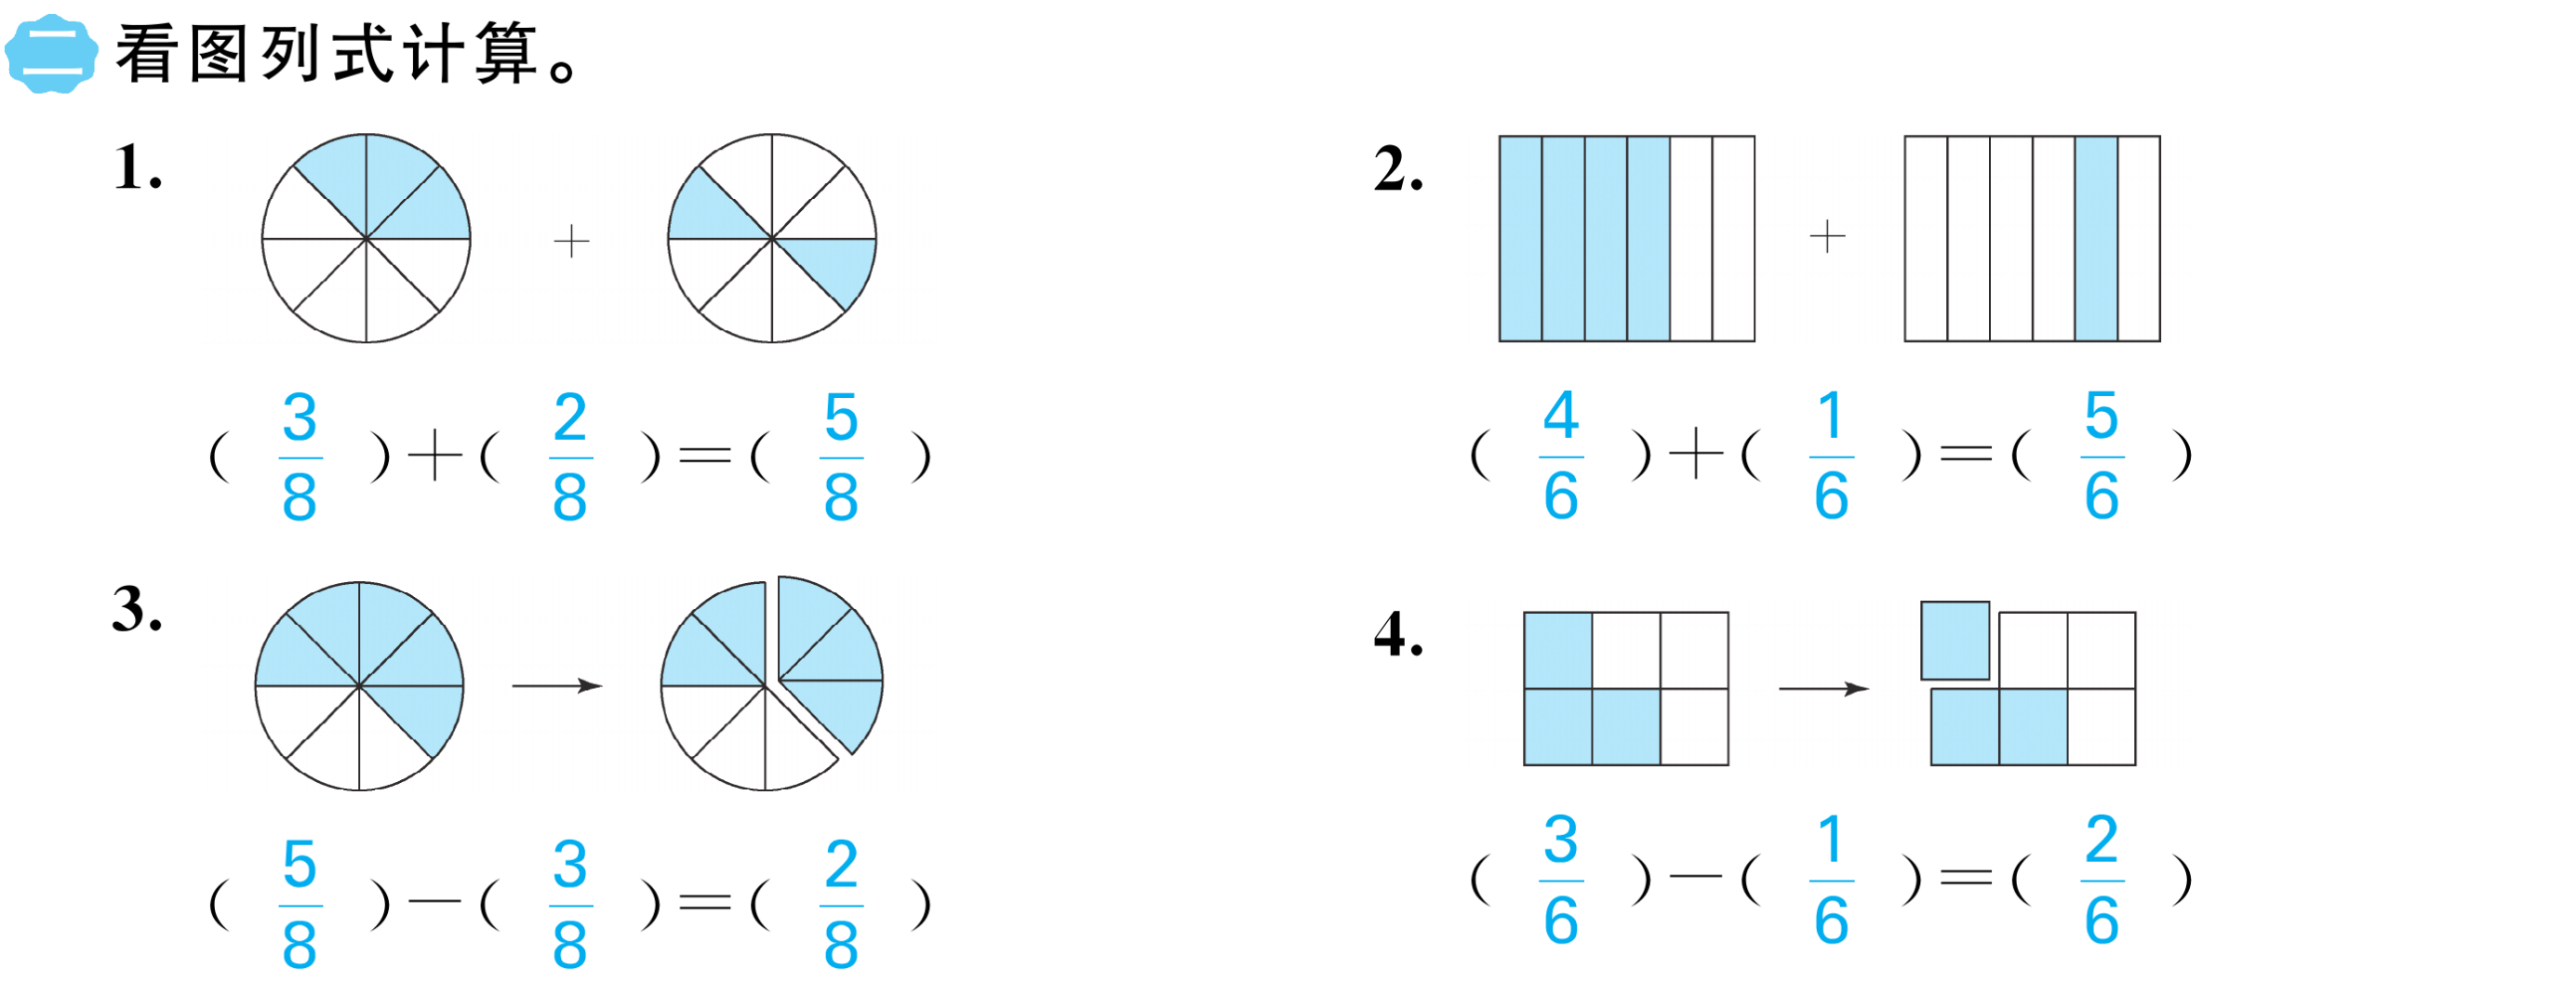 二 看图列式计算。
1. + 2. +
( 3/8 )+( 2/8 )=( 5/8 ) ( 4/6 )+( 1/6 )=( 5/6 )
3. → 4. →
( 5/8 )-( 3/8 )=( 2/8 ) ( 3/6 )-( 1/6 )=( 2/6 )